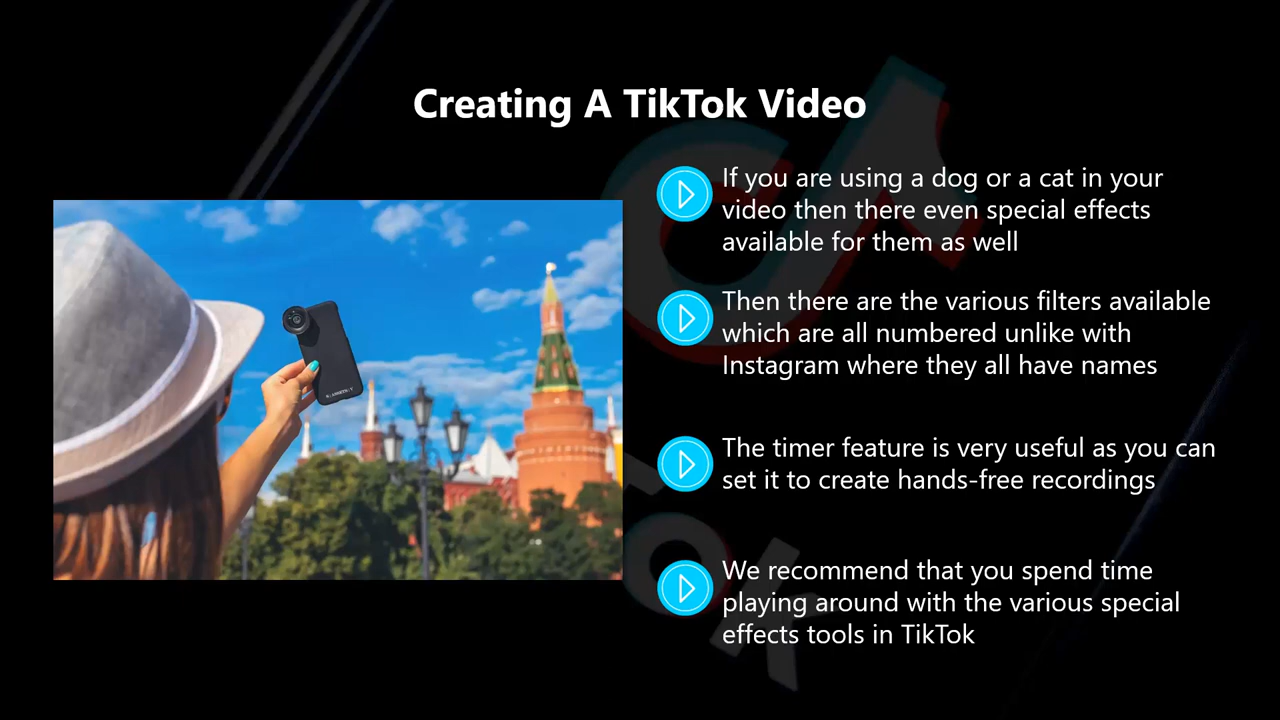 Creating A TikTok Video
If you are using a dog or a cat in your
video then there even special effects
available for them as well
Then there are the various filters available
which are all numbered unlike with
Instagram where they all have names
The timer feature is very useful as you can
set it to create hands-free recordings
We recommend that you spend time
playing around with the various special
effects tools in TikTok